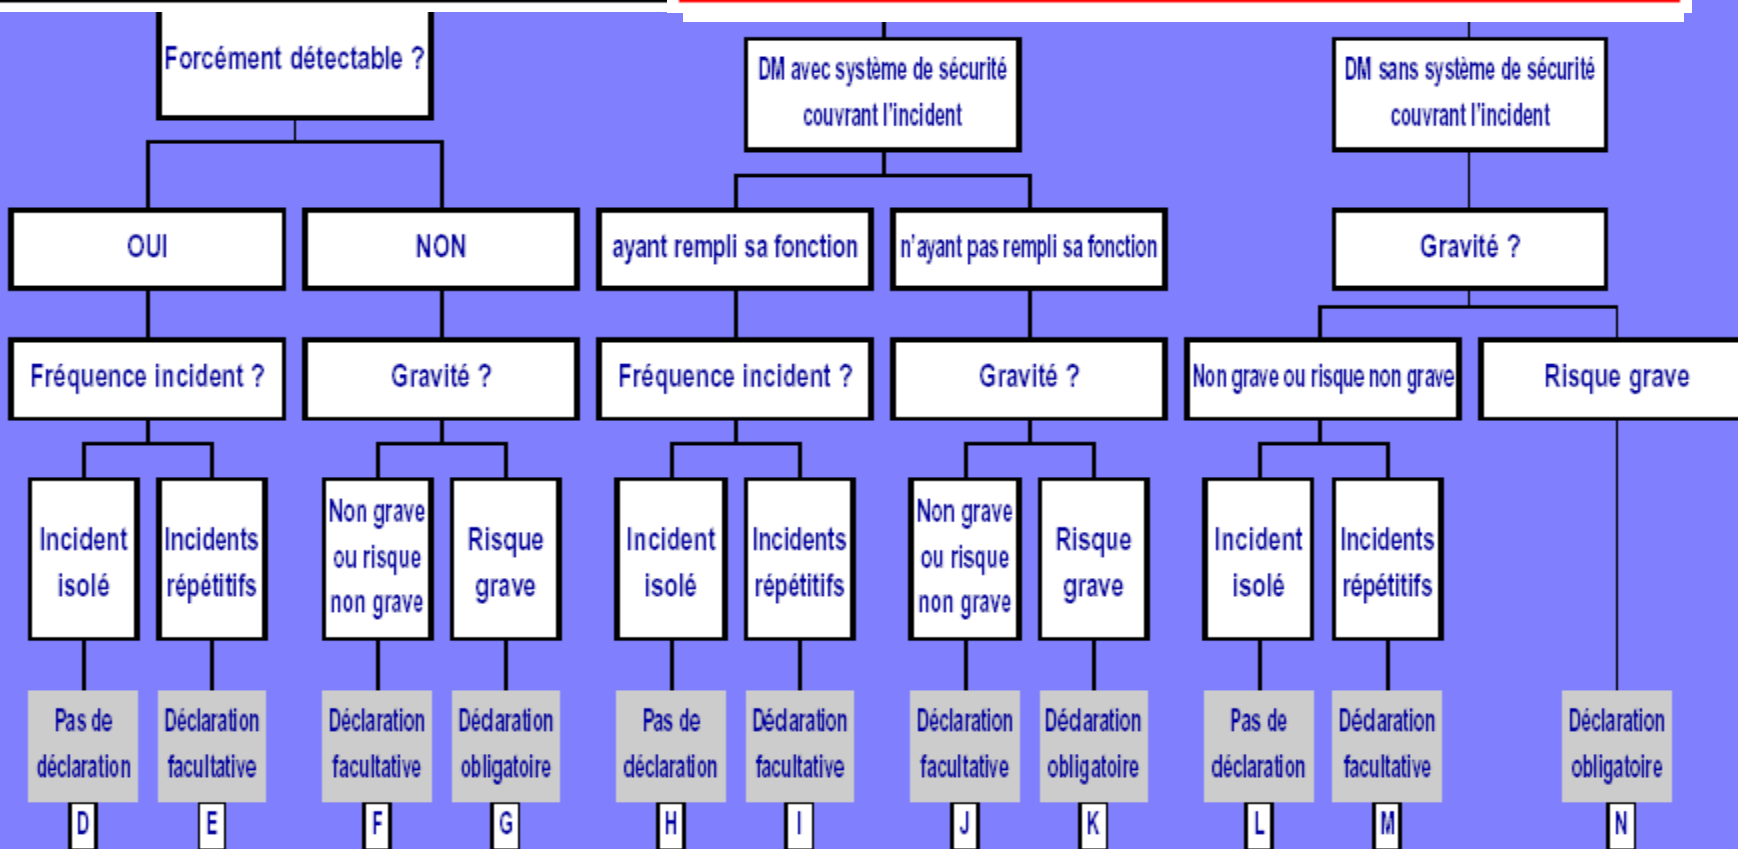 Forcément détectable ?
DM avec système de sécurité
couvrant l'incident
DM sans système de sécurité
couvrant l'incident
OUI
NON
ayant rempli sa fonction
n'ayant pas rempli sa fonction
Gravité ?
Fréquence incident ?
Gravité ?
Fréquence incident ?
Gravité ?
Non grave ou risque non grave
Risque grave
Incident
isolé
Incidents
répétitifs
Non grave
ou risque
non grave
Risque
grave
Incident
isolé
Incidents
répétitifs
Non grave
ou risque
non grave
Risque
grave
Incident
isolé
Incidents
répétitifs
Pas de
déclaration
Déclaration
facultative
Déclaration
facultative
Déclaration
obligatoire
Pas de
déclaration
Déclaration
facultative
Déclaration
facultative
Déclaration
obligatoire
Pas de
déclaration
Déclaration
facultative
Déclaration
obligatoire
D
E
F
G
H
I
J
K
L
M
N